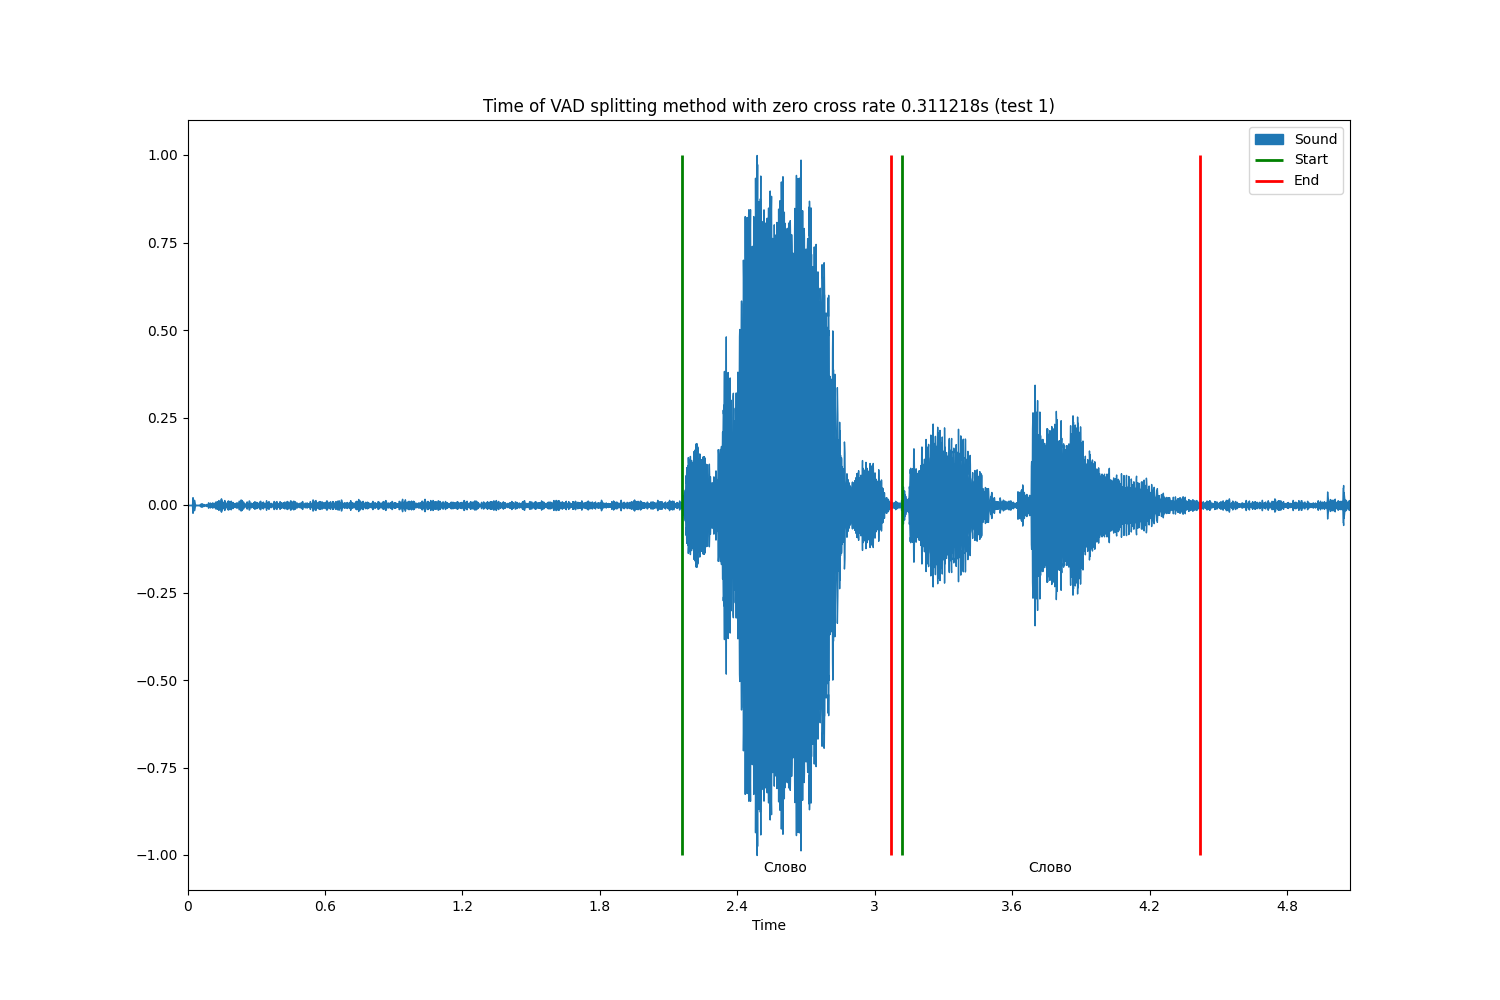 Time of VAD splitting method with zero cross rate 0.311218s (test 1)
Sound
Start
End
1.00
0.75
0.50
0.25
0.00
−0.25
−0.50
−0.75
−1.00
Слово Слово
0 0.6 1.2 1.8 2.4 3 3.6 4.2 4.8
Time